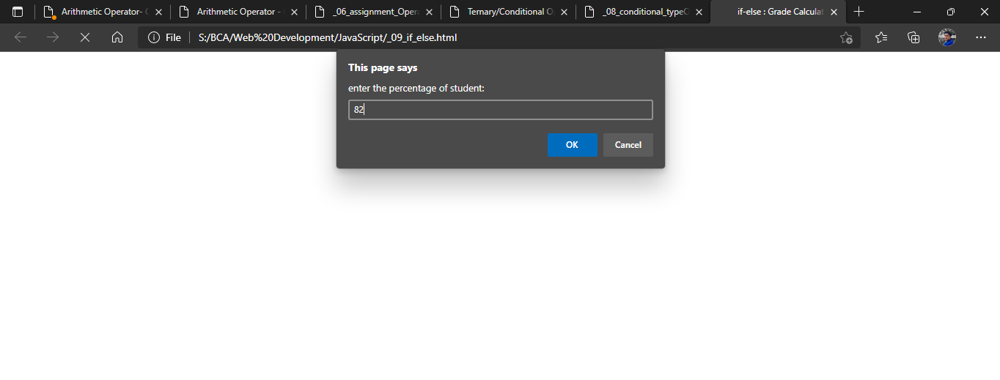 Arithmetic Operator-
Arithmetic Operator -
_06_assignment_Oper
Ternary/Conditional O
_08_conditional_type
if-else : Grade Calculat
File
S:/BCA/Web%20Development/JavaScript/_09_if_else.html
This page says
enter the percentage of student:
82
OK
Cancel